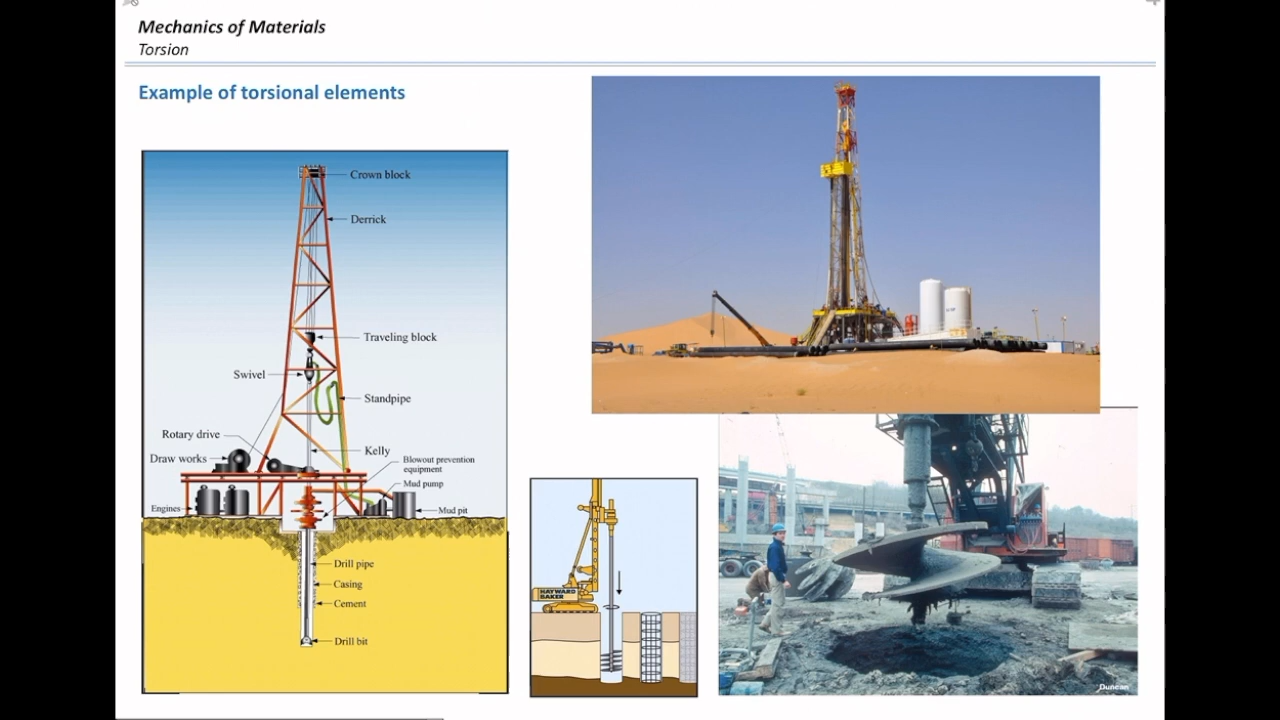 Mechanics of Materials
Torsion
Example of torsional elements
Crown block
Derrick
Traveling block
Swivel
Standpipe
Rotary drive
Kelly
Draw works
Blowout prevention
equipment
Mud pump
Engines
Mud pit
Drill pipe
Casing
Cement
Drill bit
HAYWARD
BAKER
Duncan